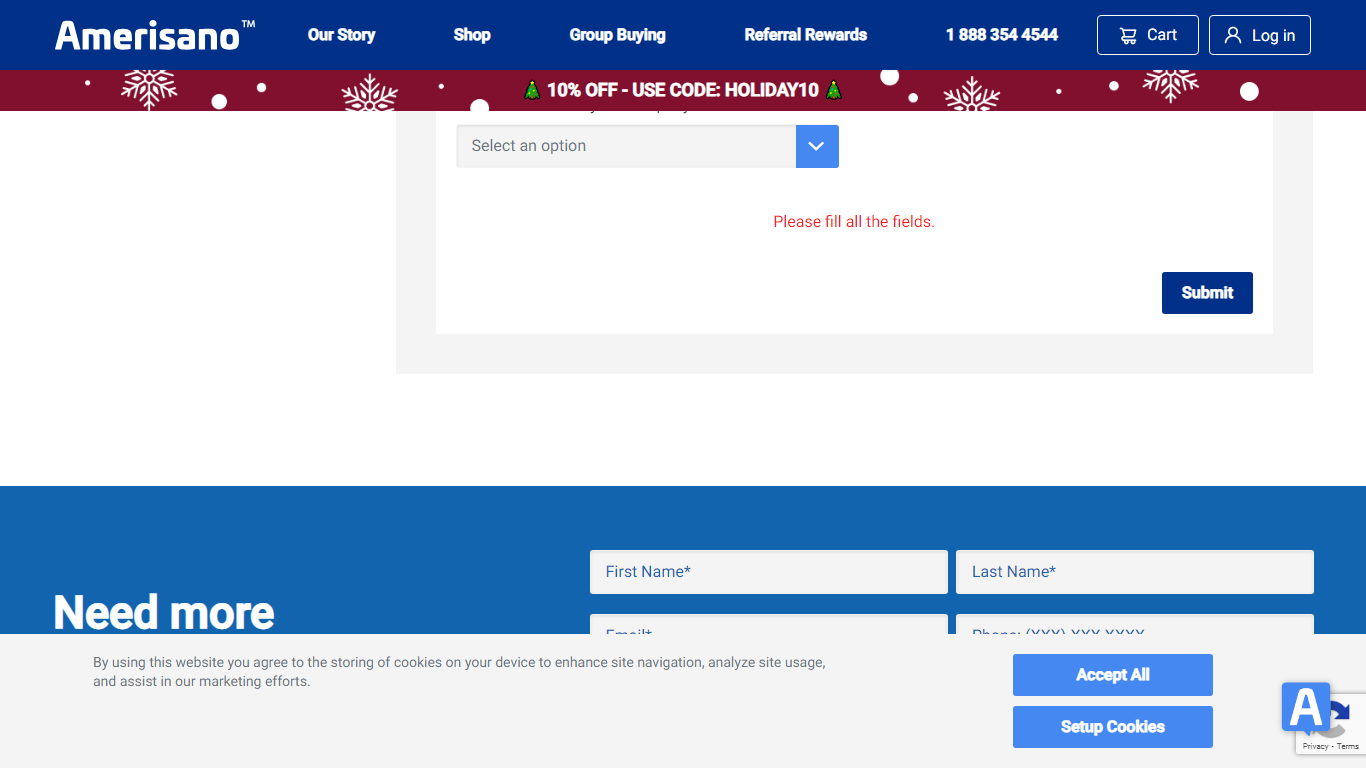 Amerisano™
Our Story
Shop
Group Buying
Referral Rewards
1 888 354 4544
Cart
Log in
10% OFF - USE CODE: HOLIDAY10
Select an option
Please fill all the fields.
Submit
Need more
First Name*
Last Name*
Email*
Phone: (XXX) XXX XXXX
By using this website you agree to the storing of cookies on your device to enhance site navigation, analyze site usage,
and assist in our marketing efforts.
Accept All
Setup Cookies
A
Privacy - Terms